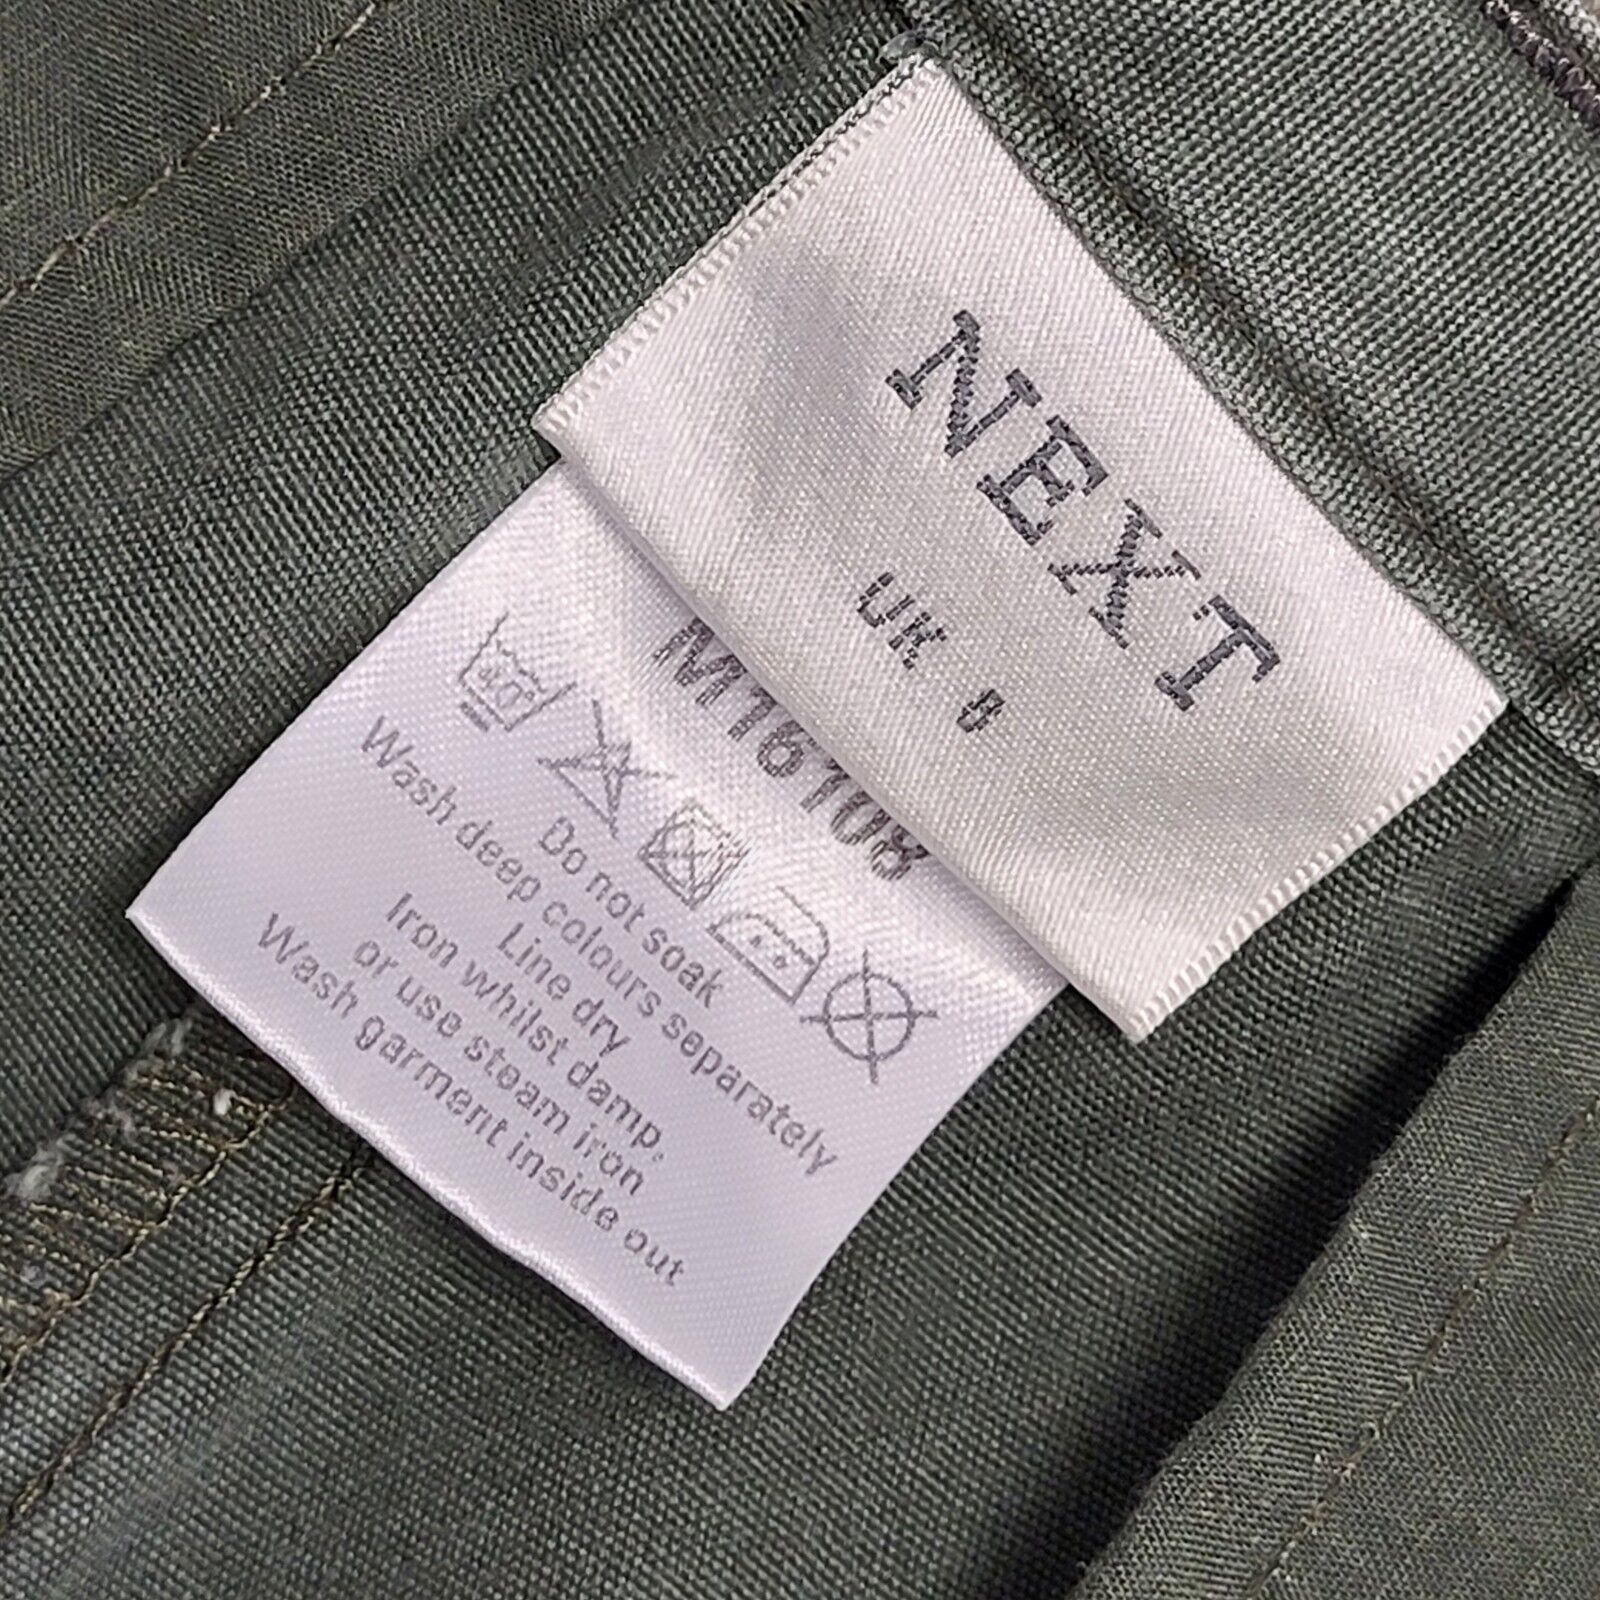 NEXT
UK 8
M16108
40°
Do not soak
Wash deep colours separately
Line dry
Iron whilst damp,
or use steam iron
Wash garment inside out